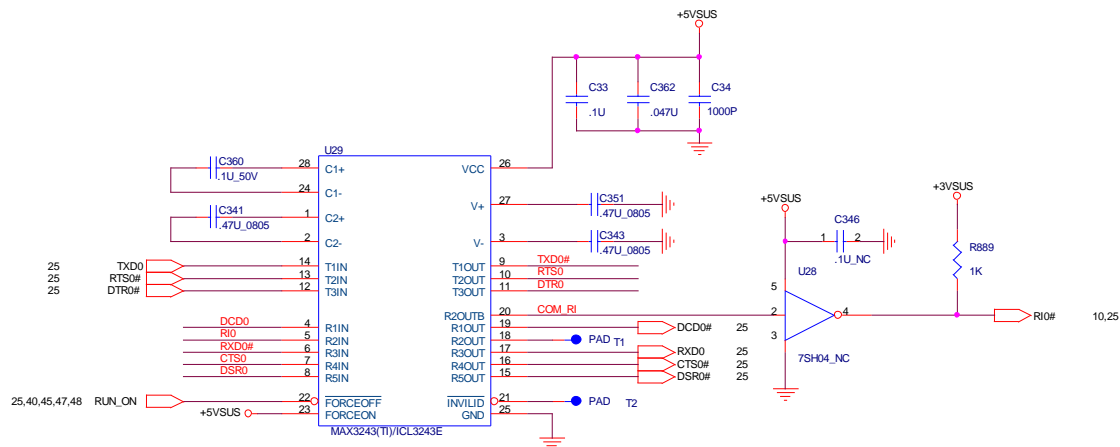 +5VSUS
C33
.1U
C362
.047U
C34
1000P
U29
C360
.1U_50V
28
C1+
24
C1-
C341
.47U_0805
1
C2+
2
C2-
VCC
26
V+
27
C351
.47U_0805
V-
3
C343
.47U_0805
25
TXD0
14
T1IN
25
RTS0#
13
T2IN
25
DTR0#
12
T3IN
T1OUT
9
TXD0#
T2OUT
10
RTS0
T3OUT
11
DTR0
R2OUTB
20
COM_RI
DCD0
4
R1IN
R1OUT
19
DCD0#
25
RI0
5
R2IN
R2OUT
18
PAD
T1
RXD0#
6
R3IN
R3OUT
17
RXD0
25
CTS0
7
R4IN
R4OUT
16
CTS0#
25
DSR0
8
R5IN
R5OUT
15
DSR0#
25
25,40,45,47,48
RUN_ON
22
FORCEOFF
INVILID
21
PAD
T2
+5VSUS
23
FORCEON
GND
25
MAX3243(TI)/ICL3243E
+5VSUS
C346
1
2
.1U_NC
U28
5
2
4
3
7SH04_NC
+3VSUS
R889
1K
RI0#
10,25